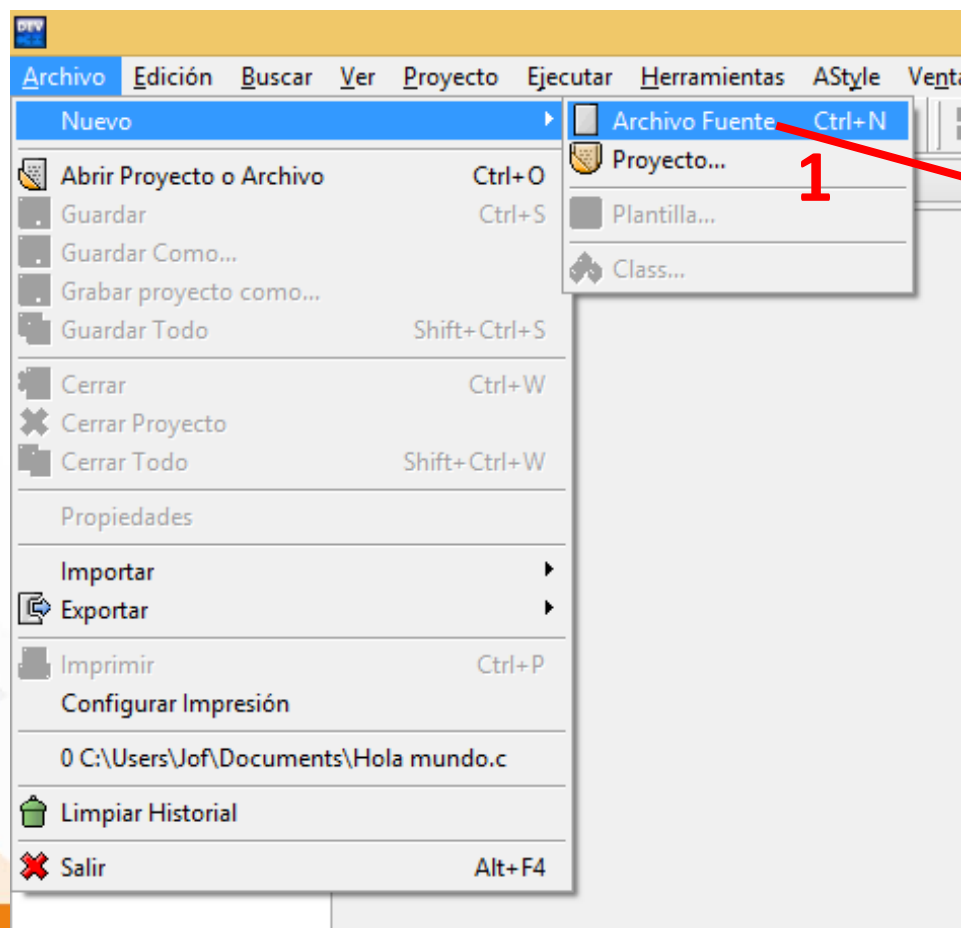 DEV
Archivo Edición Buscar Ver Proyecto Ejecutar Herramientas AStyle Venta
Nuevo
Archivo Fuente Ctrl+N
Proyecto...
1
Plantilla...
Class...
Abrir Proyecto o Archivo Ctrl+O
Guardar Ctrl+S
Guardar Como...
Grabar proyecto como...
Guardar Todo Shift+Ctrl+S
Cerrar Ctrl+W
Cerrar Proyecto
Cerrar Todo Shift+Ctrl+W
Propiedades
Importar
Exportar
Imprimir Ctrl+P
Configurar Impresión
0 C:\Users\Jof\Documents\Hola mundo.c
Limpiar Historial
Salir Alt+F4